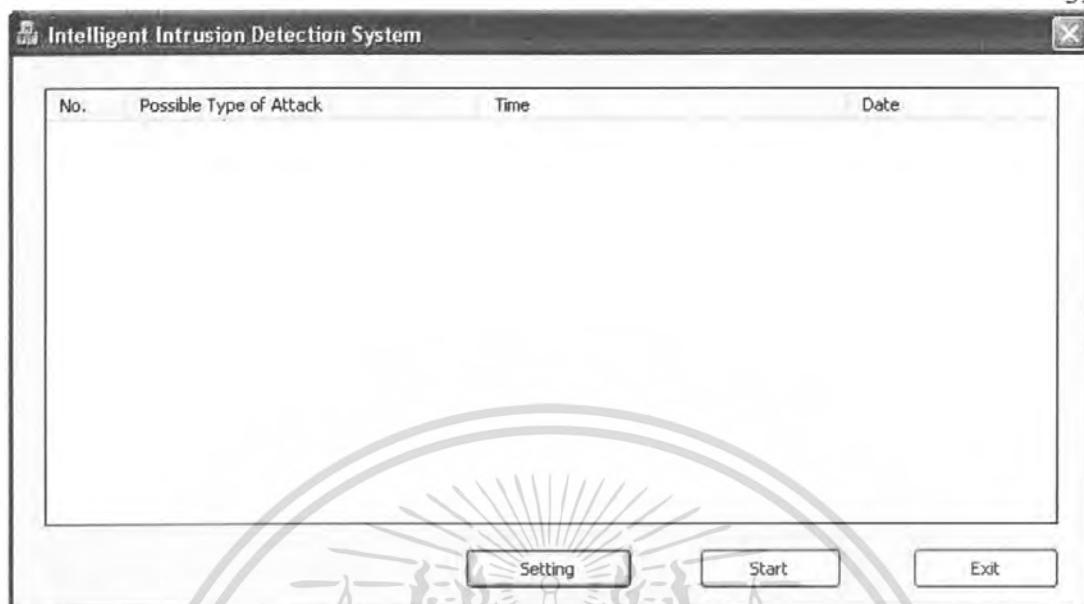 Intelligent Intrusion Detection System
No. Possible Type of Attack Time Date
Setting Start Exit